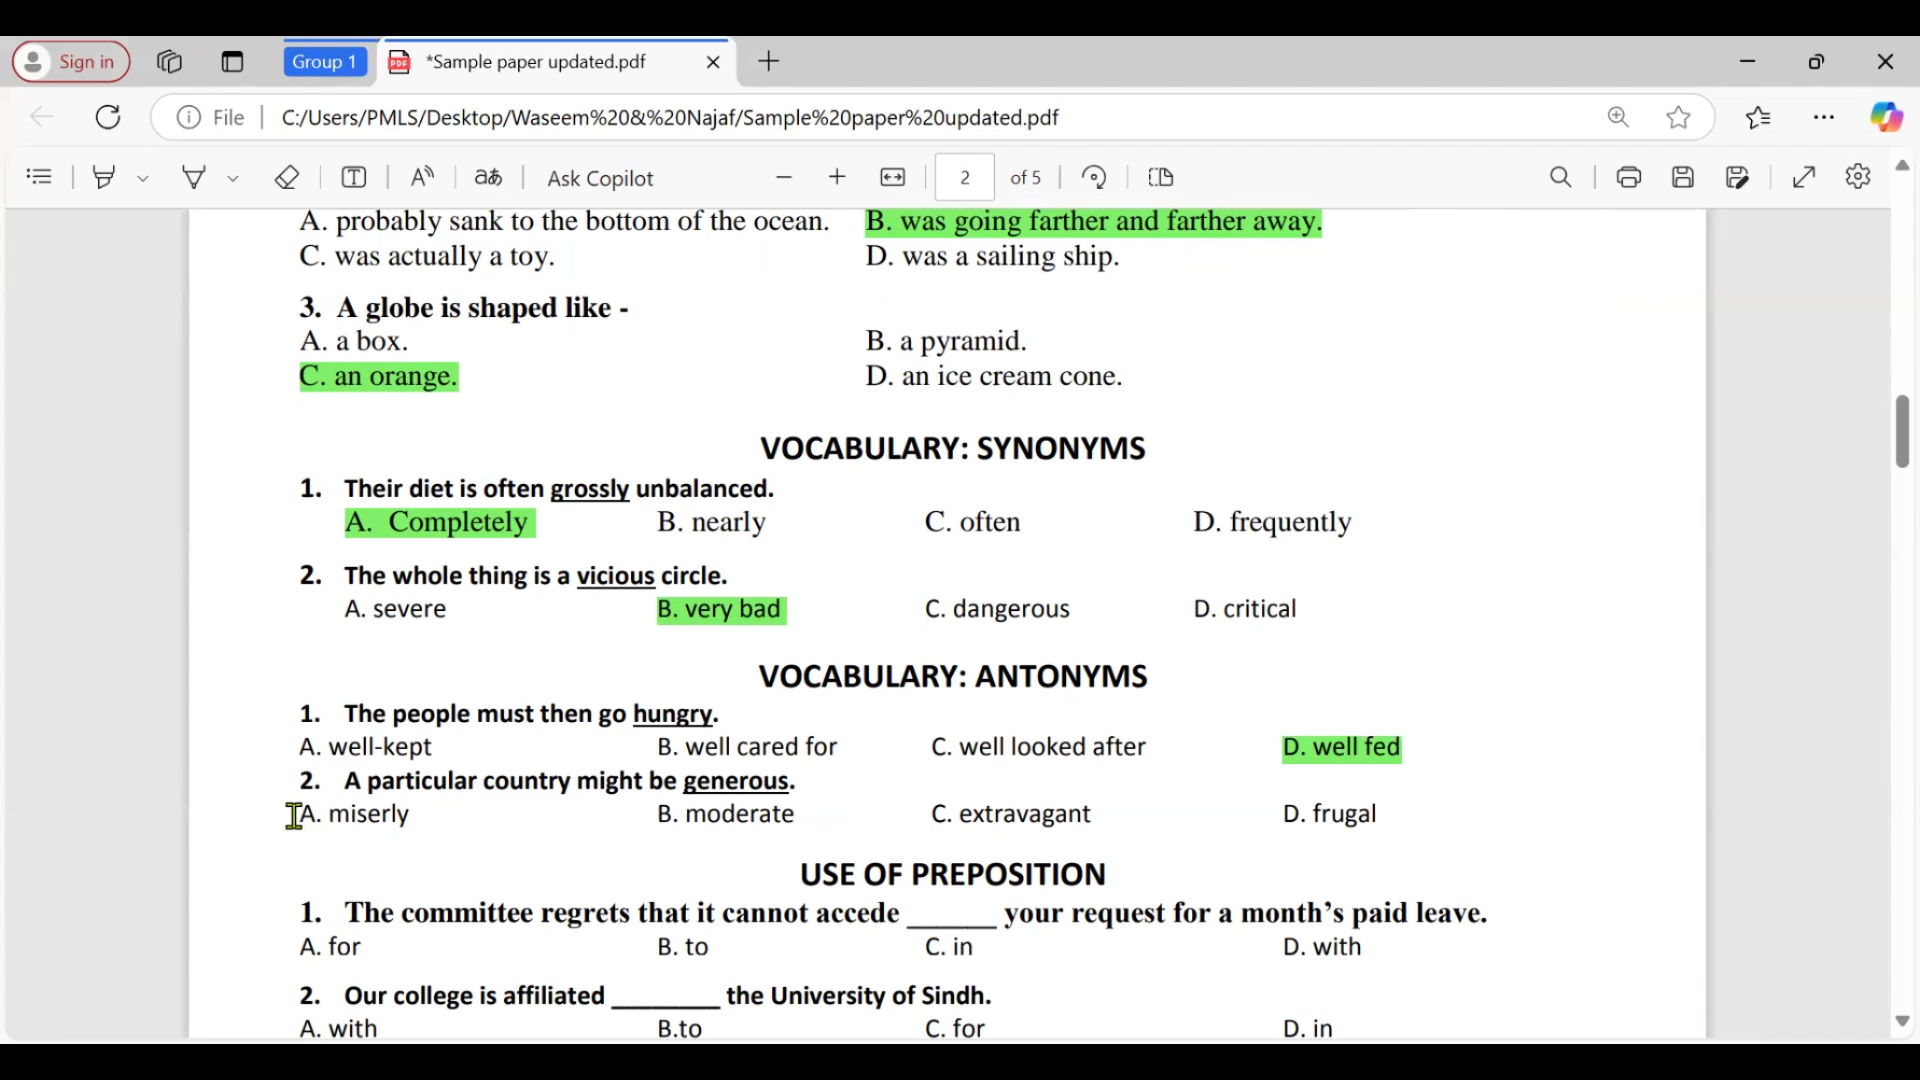 Sign in
Group 1
*Sample paper updated.pdf
File
C:/Users/PMLS/Desktop/Waseem%20&%20Najaf/Sample%20paper%20updated.pdf
Ask Copilot
2 of 5
A. probably sank to the bottom of the ocean. B. was going farther and farther away.
C. was actually a toy. D. was a sailing ship.
3. A globe is shaped like -
A. a box. B. a pyramid.
C. an orange. D. an ice cream cone.
VOCABULARY: SYNONYMS
1. Their diet is often grossly unbalanced.
A. Completely B. nearly C. often D. frequently
2. The whole thing is a vicious circle.
A. severe B. very bad C. dangerous D. critical
VOCABULARY: ANTONYMS
1. The people must then go hungry.
A. well-kept B. well cared for C. well looked after D. well fed
2. A particular country might be generous.
A. miserly B. moderate C. extravagant D. frugal
USE OF PREPOSITION
1. The committee regrets that it cannot accede ______ your request for a month’s paid leave.
A. for B. to C. in D. with
2. Our college is affiliated ________ the University of Sindh.
A. with B.to C. for D. in